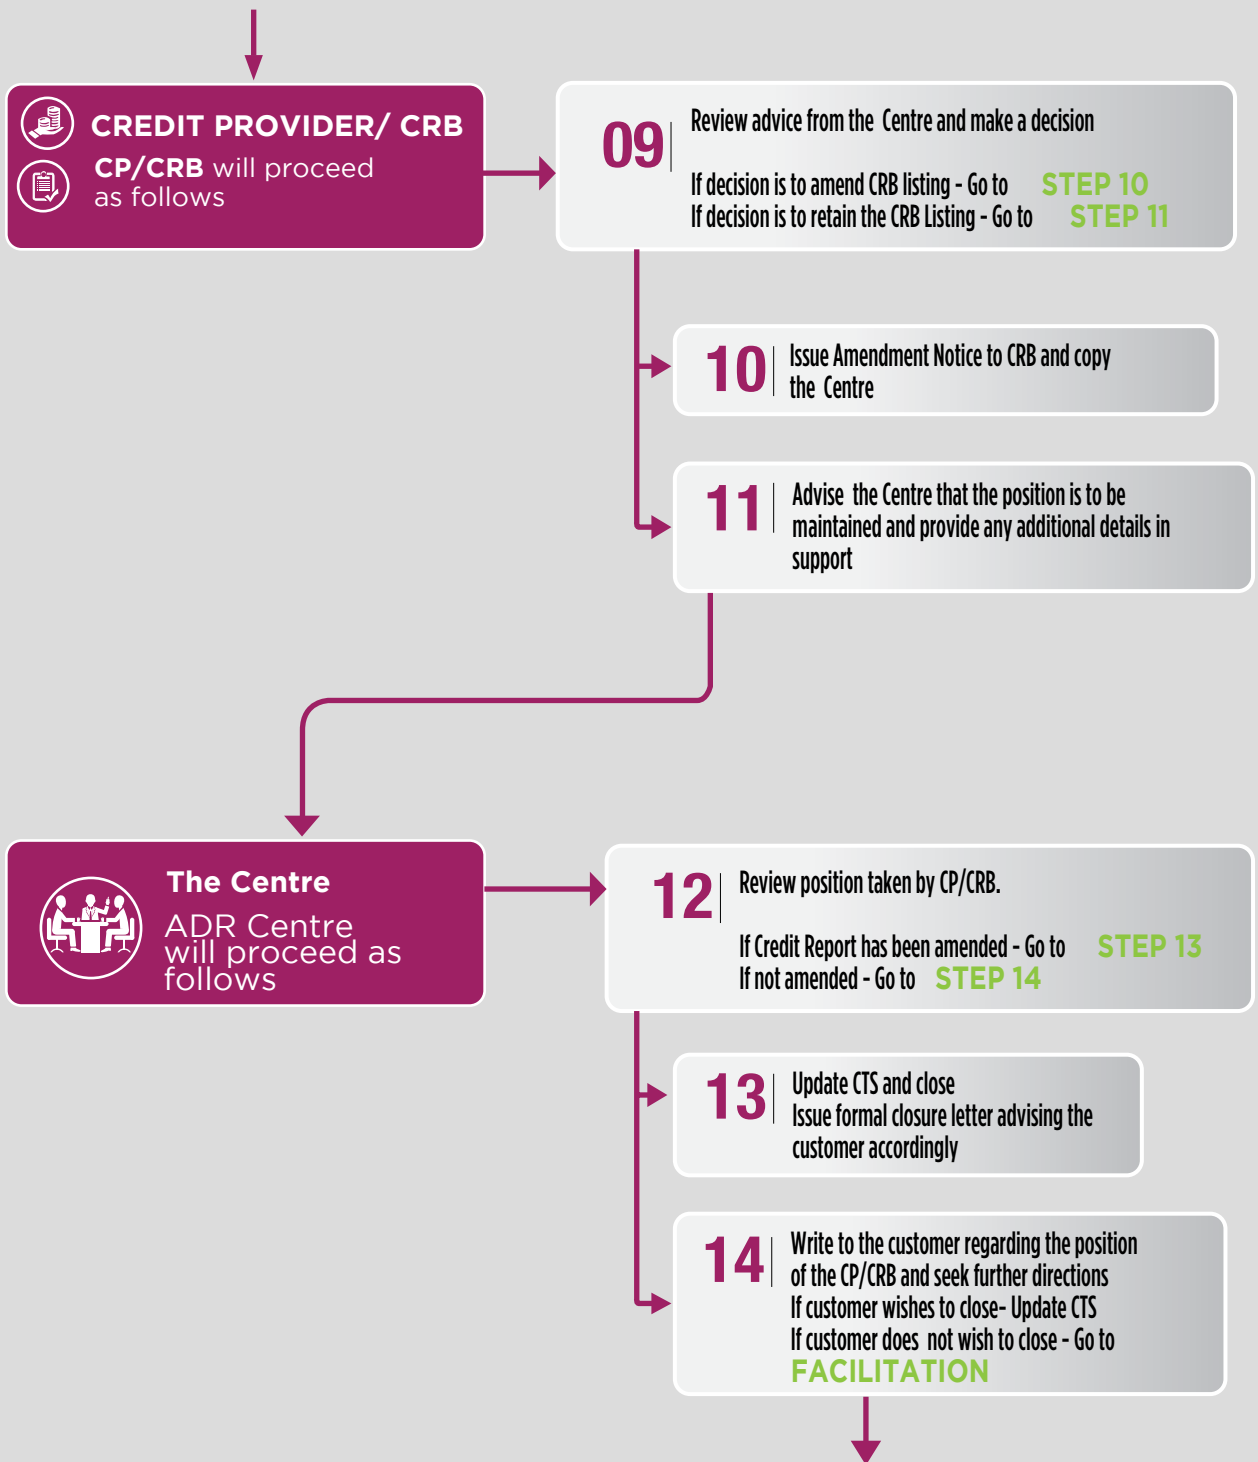 CREDIT PROVIDER/ CRB
CP/CRB will proceed
as follows
09
Review advice from the Centre and make a decision
If decision is to amend CRB listing - Go to STEP 10
If decision is to retain the CRB Listing - Go to STEP 11
10
Issue Amendment Notice to CRB and copy
the Centre
11
Advise the Centre that the position is to be
maintained and provide any additional details in
support
The Centre
ADR Centre
will proceed as
follows
12
Review position taken by CP/CRB.
If Credit Report has been amended - Go to STEP 13
If not amended - Go to STEP 14
13
Update CTS and close
Issue formal closure letter advising the
customer accordingly
14
Write to the customer regarding the position
of the CP/CRB and seek further directions
If customer wishes to close- Update CTS
If customer does not wish to close - Go to
FACILITATION